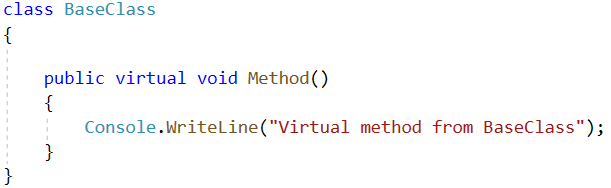 class BaseClass
{
public virtual void Method()
{
Console.WriteLine("Virtual method from BaseClass");
}
}